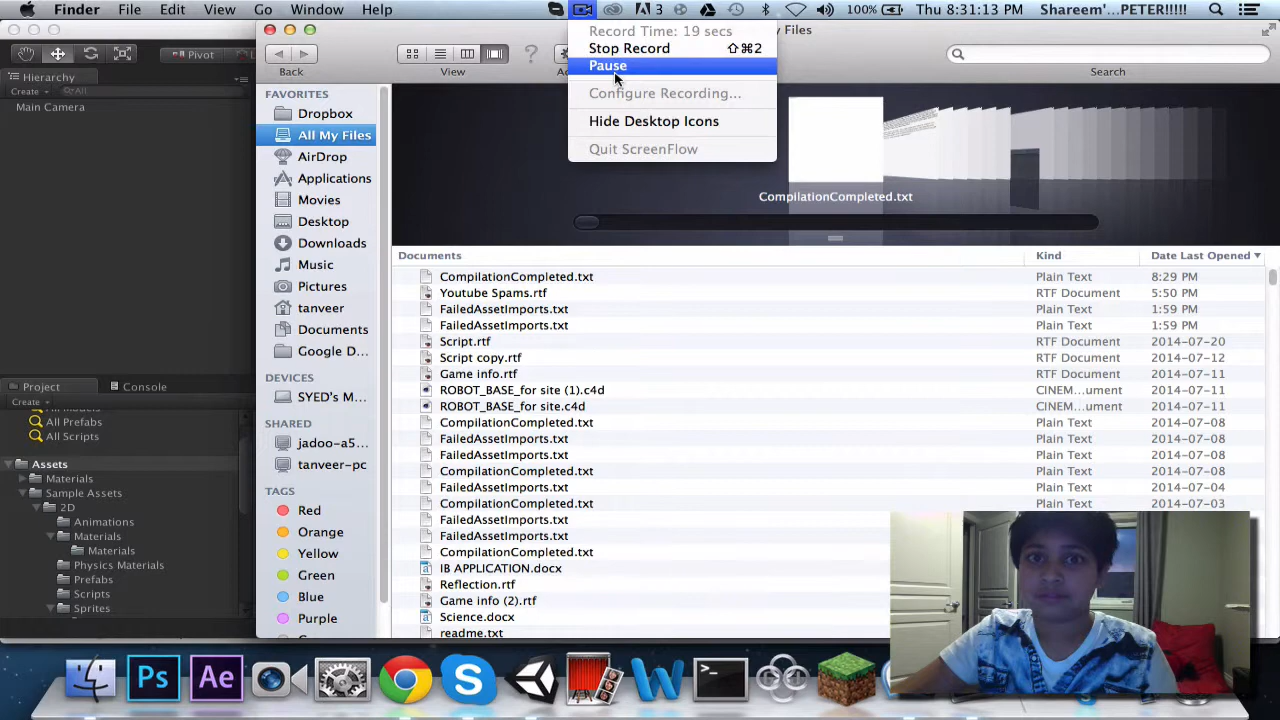 Finder File Edit View Go Window Help 3 100% Thu 8:31:13 PM Shareem'...PETER!!!!!
Record Time: 19 secs
Stop Record ⇧⌘2
Pause
Configure Recording...
Hide Desktop Icons
Quit ScreenFlow
Pivot
Hierarchy
Create All
Main Camera
Project Console
Create
All Prefabs
All Scripts
Assets
Materials
Sample Assets
2D
Animations
Materials
Materials
Physics Materials
Prefabs
Scripts
Sprites
My Files
Back View Search
FAVORITES
Dropbox
All My Files
AirDrop
Applications
Movies
Desktop
Downloads
Music
Pictures
tanveer
Documents
Google D...
DEVICES
SYED's M...
SHARED
jadoo-a5...
tanveer-pc
TAGS
Red
Orange
Yellow
Green
Blue
Purple
CompilationCompleted.txt
Documents Kind Date Last Opened
CompilationCompleted.txt Plain Text 8:29 PM
Youtube Spams.rtf RTF Document 5:50 PM
FailedAssetImports.txt Plain Text 1:59 PM
FailedAssetImports.txt Plain Text 1:59 PM
Script.rtf RTF Document 2014-07-20
Script copy.rtf RTF Document 2014-07-12
Game info.rtf RTF Document 2014-07-11
ROBOT_BASE_for site (1).c4d CINEM...ument 2014-07-11
ROBOT_BASE_for site.c4d CINEM...ument 2014-07-11
CompilationCompleted.txt Plain Text 2014-07-08
FailedAssetImports.txt Plain Text 2014-07-08
FailedAssetImports.txt Plain Text 2014-07-08
CompilationCompleted.txt Plain Text 2014-07-08
FailedAssetImports.txt Plain Text 2014-07-04
CompilationCompleted.txt Plain Text 2014-07-03
FailedAssetImports.txt
FailedAssetImports.txt
CompilationCompleted.txt
IB APPLICATION.docx
Reflection.rtf
Game info (2).rtf
Science.docx
readme.txt
Ps Ae